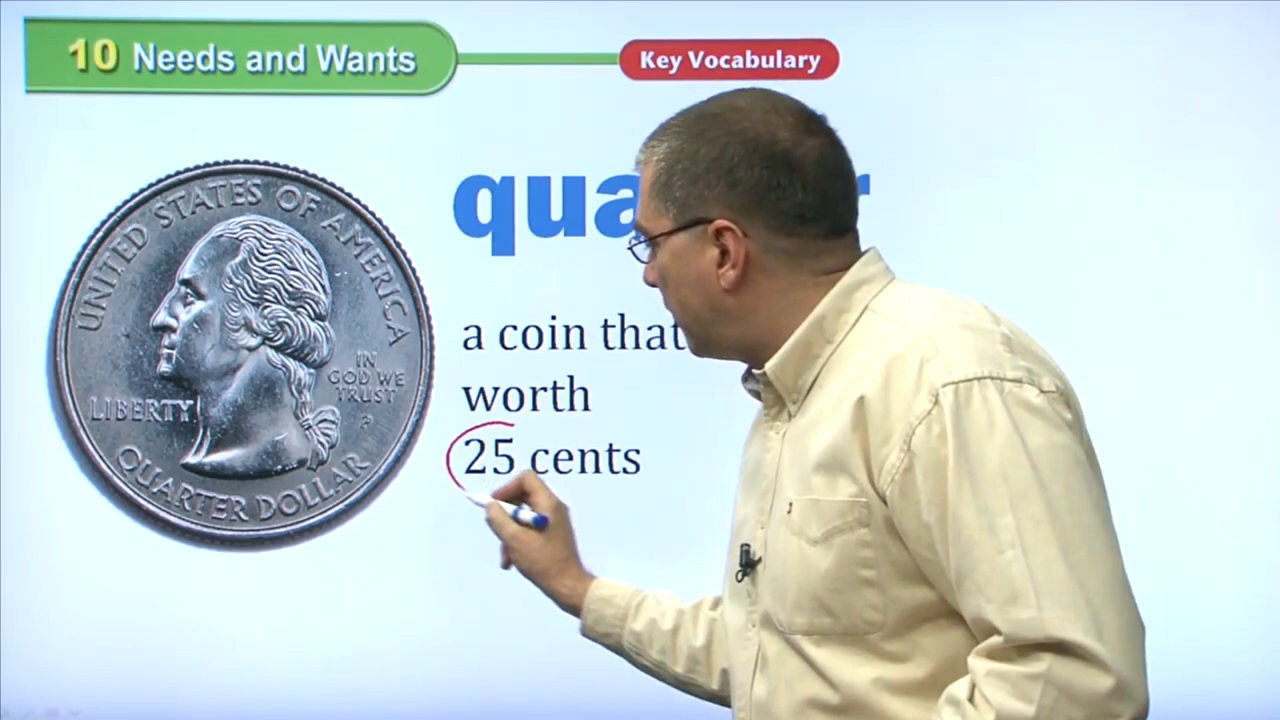 10 Needs and Wants
Key Vocabulary
UNITED STATES OF AMERICA
IN
GOD WE
TRUST
P
LIBERTY
QUARTER DOLLAR
a coin that
worth
25 cents